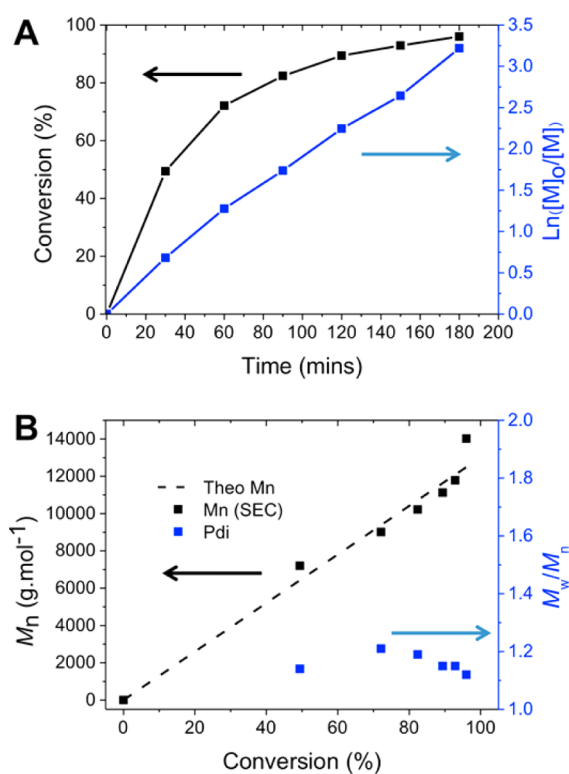 A
Conversion (%)
100
80
60
40
20
0
3.5
3.0
2.5
2.0
1.5
1.0
0.5
0.0
Ln([M]O/[M])
0 20 40 60 80 100 120 140 160 180 200
Time (mins)
B
Mn (g.mol-1)
14000
12000
10000
8000
6000
4000
2000
0
Theo Mn
Mn (SEC)
Pdi
2.0
1.8
1.6
1.4
1.2
1.0
Mw/Mn
0 20 40 60 80 100
Conversion (%)